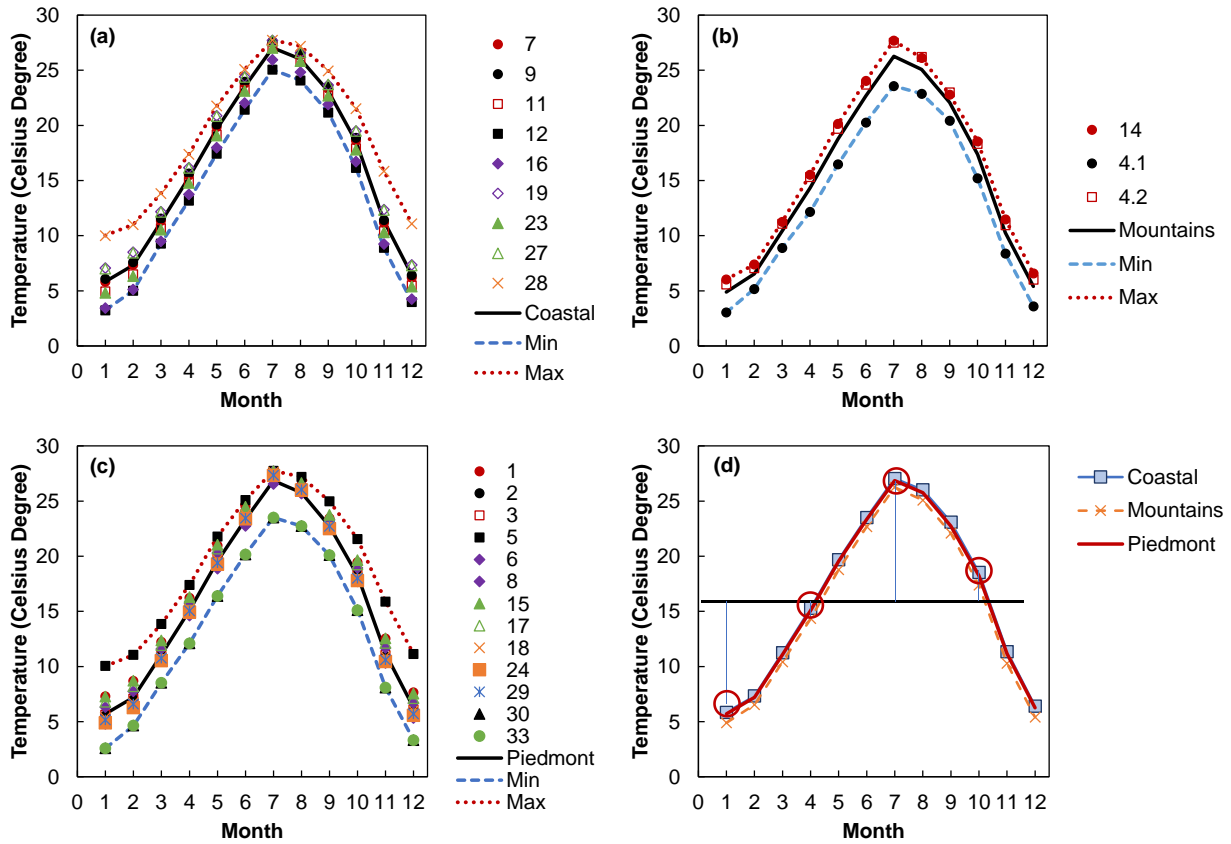 (a)
Temperature (Celsius Degree)
30
25
20
15
10
5
0
0 1 2 3 4 5 6 7 8 9 10 11 12
Month
7
9
11
12
16
19
23
27
28
Coastal
Min
Max
(b)
Temperature (Celsius Degree)
30
25
20
15
10
5
0
0 1 2 3 4 5 6 7 8 9 10 11 12
Month
14
4.1
4.2
Mountains
Min
Max
(c)
Temperature (Celsius Degree)
30
25
20
15
10
5
0
0 1 2 3 4 5 6 7 8 9 10 11 12
Month
1
2
3
5
6
8
15
17
18
24
29
30
33
Piedmont
Min
Max
(d)
Temperature (Celsius Degree)
30
25
20
15
10
5
0
0 1 2 3 4 5 6 7 8 9 10 11 12
Month
Coastal
Mountains
Piedmont